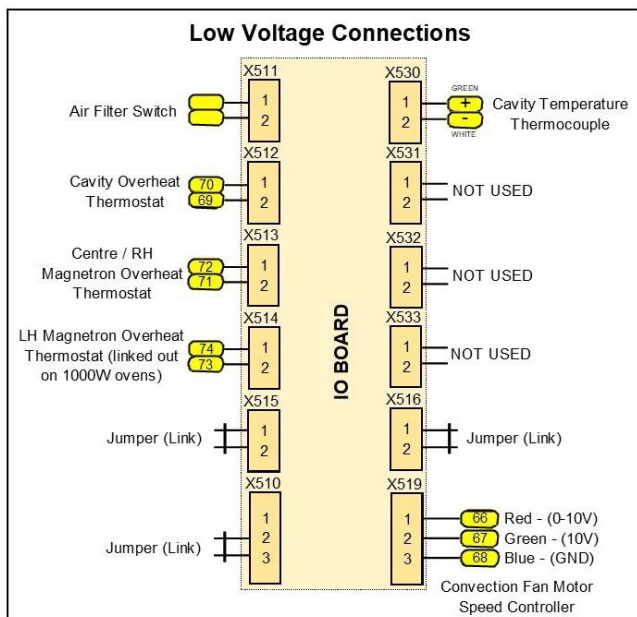 Low Voltage Connections
X511
1
2
Air Filter Switch
X512
70
69
1
2
Cavity Overheat
Thermostat
X513
72
71
1
2
Centre / RH
Magnetron Overheat
Thermostat
X514
74
73
1
2
LH Magnetron Overheat
Thermostat (linked out
on 1000W ovens)
X515
1
2
Jumper (Link)
X510
1
2
3
Jumper (Link)
IO BOARD
X530
1
2
GREEN
+
-
WHITE
Cavity Temperature
Thermocouple
X531
1
2
NOT USED
X532
1
2
NOT USED
X533
1
2
NOT USED
X516
1
2
Jumper (Link)
X519
1
2
3
66 Red - (0-10V)
67 Green - (10V)
68 Blue - (GND)
Convection Fan Motor
Speed Controller